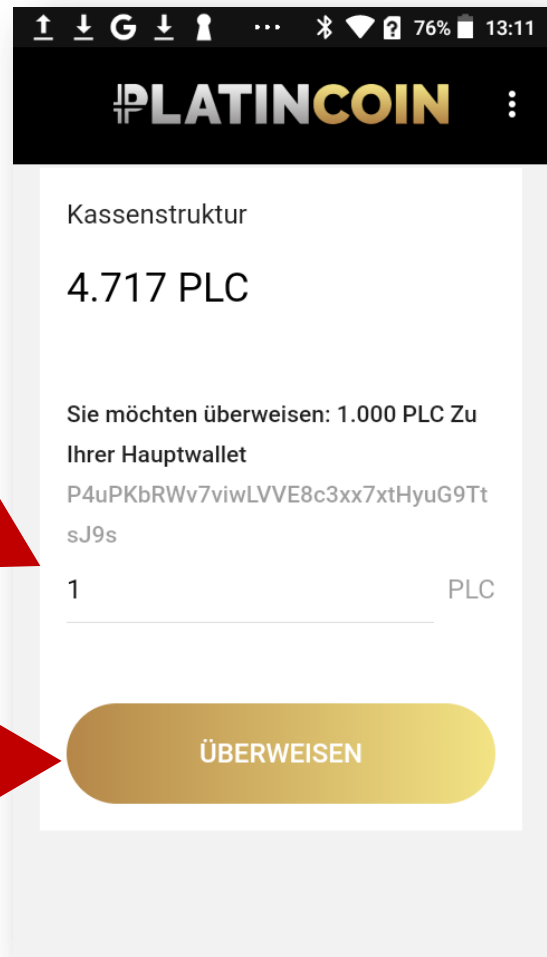 G 76% 13:11
PLATINCOIN
Kassenstruktur
4.717 PLC
Sie möchten überweisen: 1.000 PLC Zu
Ihrer Hauptwallet
P4uPKbRWv7viwLVVE8c3xx7xtHyuG9Tt
sJ9s
1 PLC
ÜBERWEISEN